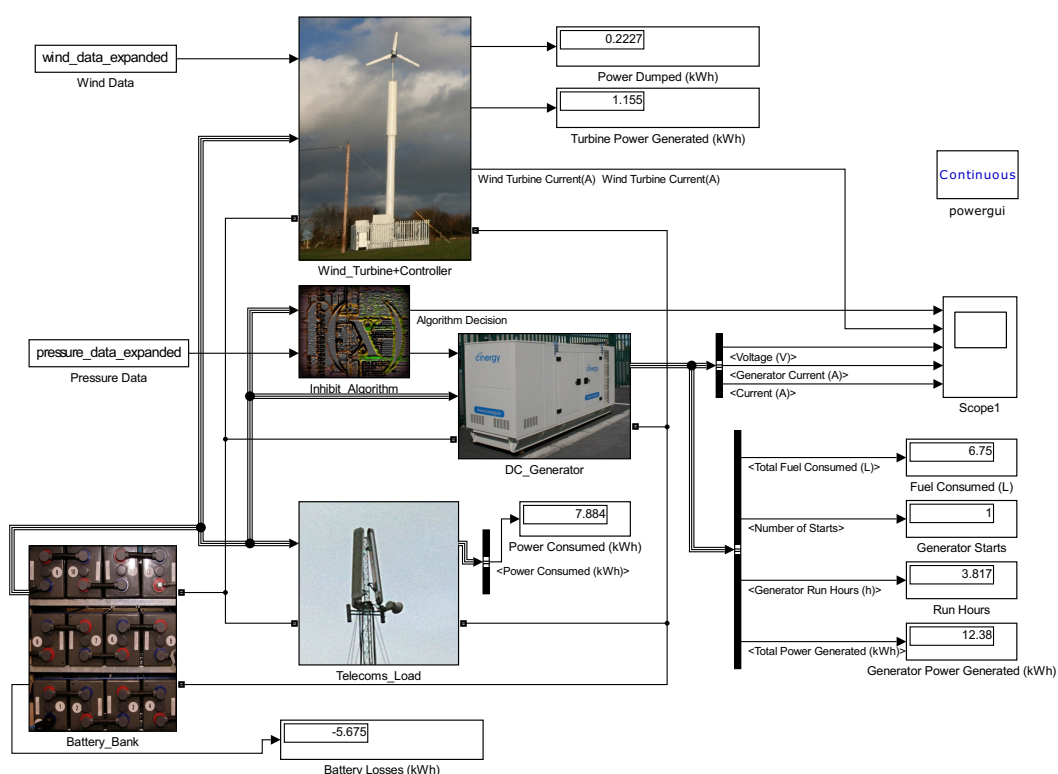 wind_data_expanded
Wind Data
0.2227
Power Dumped (kWh)
1.155
Turbine Power Generated (kWh)
Wind Turbine Current(A) Wind Turbine Current(A)
Continuous
powergui
Wind_Turbine+Controller
Algorithm Decision
pressure_data_expanded
Pressure Data
Inhibit_Algorithm
cinergy
<Voltage (V)>
<Generator Current (A)>
<Current (A)>
Scope1
DC_Generator
6.75
<Total Fuel Consumed (L)>
Fuel Consumed (L)
1
<Number of Starts>
Generator Starts
3.817
<Generator Run Hours (h)>
Run Hours
12.38
<Total Power Generated (kWh)>
Generator Power Generated (kWh)
7.884
Power Consumed (kWh)
<Power Consumed (kWh)>
Telecoms_Load
Battery_Bank
-5.675
Battery Losses (kWh)